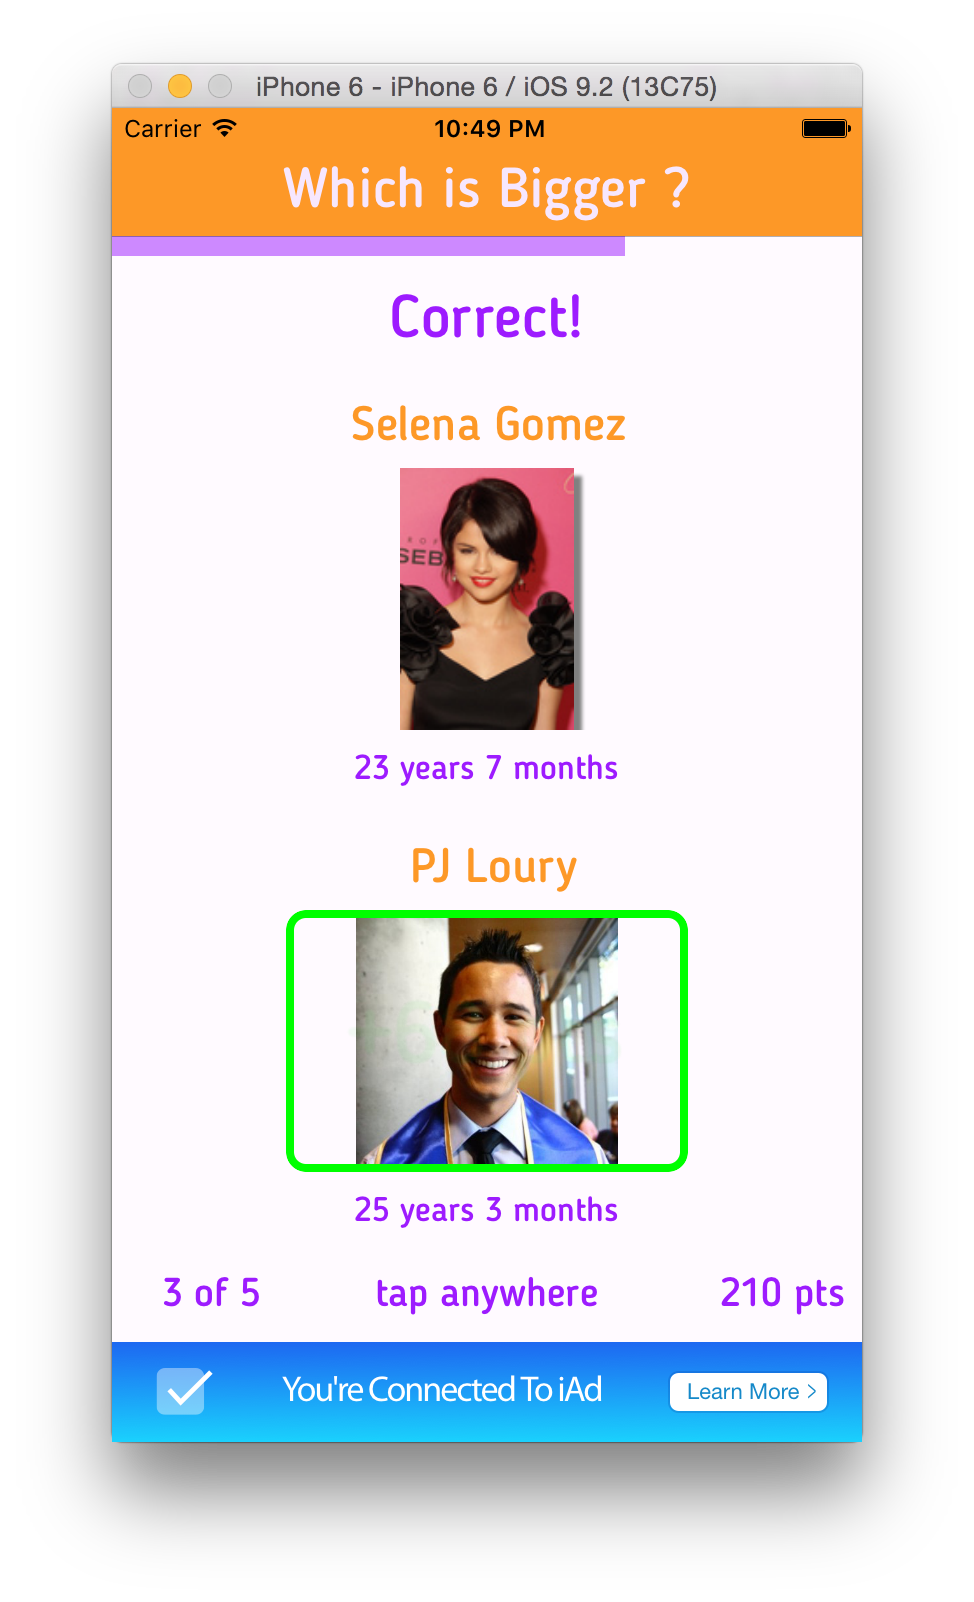 iPhone 6 - iPhone 6 / iOS 9.2 (13C75)
Carrier 10:49 PM
Which is Bigger ?
Correct!
Selena Gomez
SEB
23 years 7 months
PJ Loury
25 years 3 months
3 of 5 tap anywhere 210 pts
You're Connected To iAd Learn More >